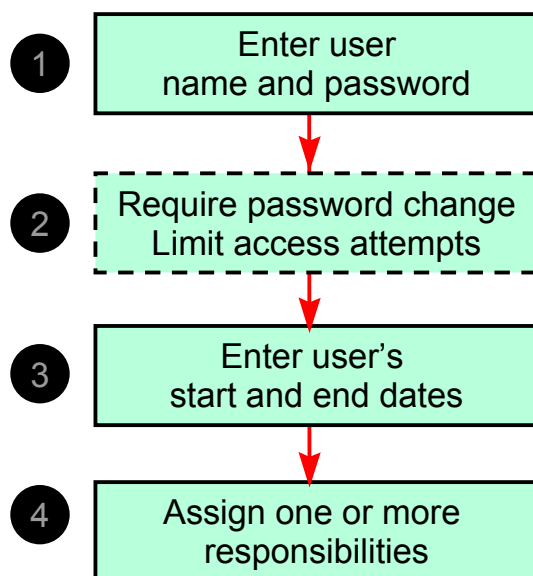 1
Enter user
name and password
2
Require password change
Limit access attempts
3
Enter user’s
start and end dates
4
Assign one or more
responsibilities